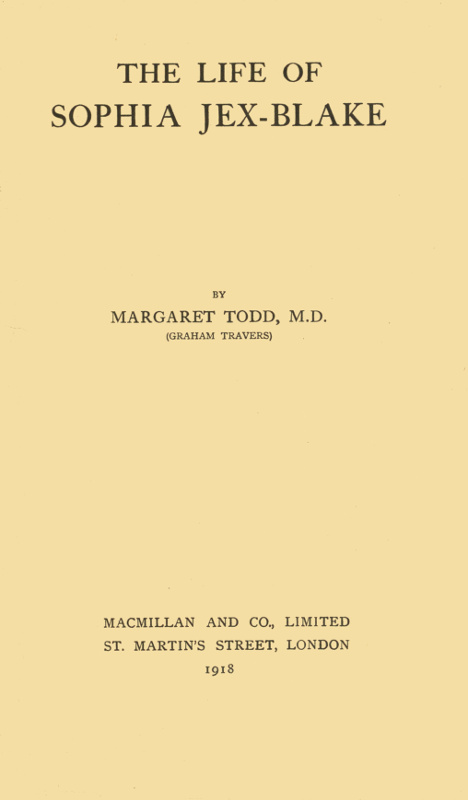 THE LIFE OF
SOPHIA JEX-BLAKE
BY
MARGARET TODD, M.D.
(GRAHAM TRAVERS)
MACMILLAN AND CO., LIMITED
ST. MARTIN'S STREET, LONDON
1918